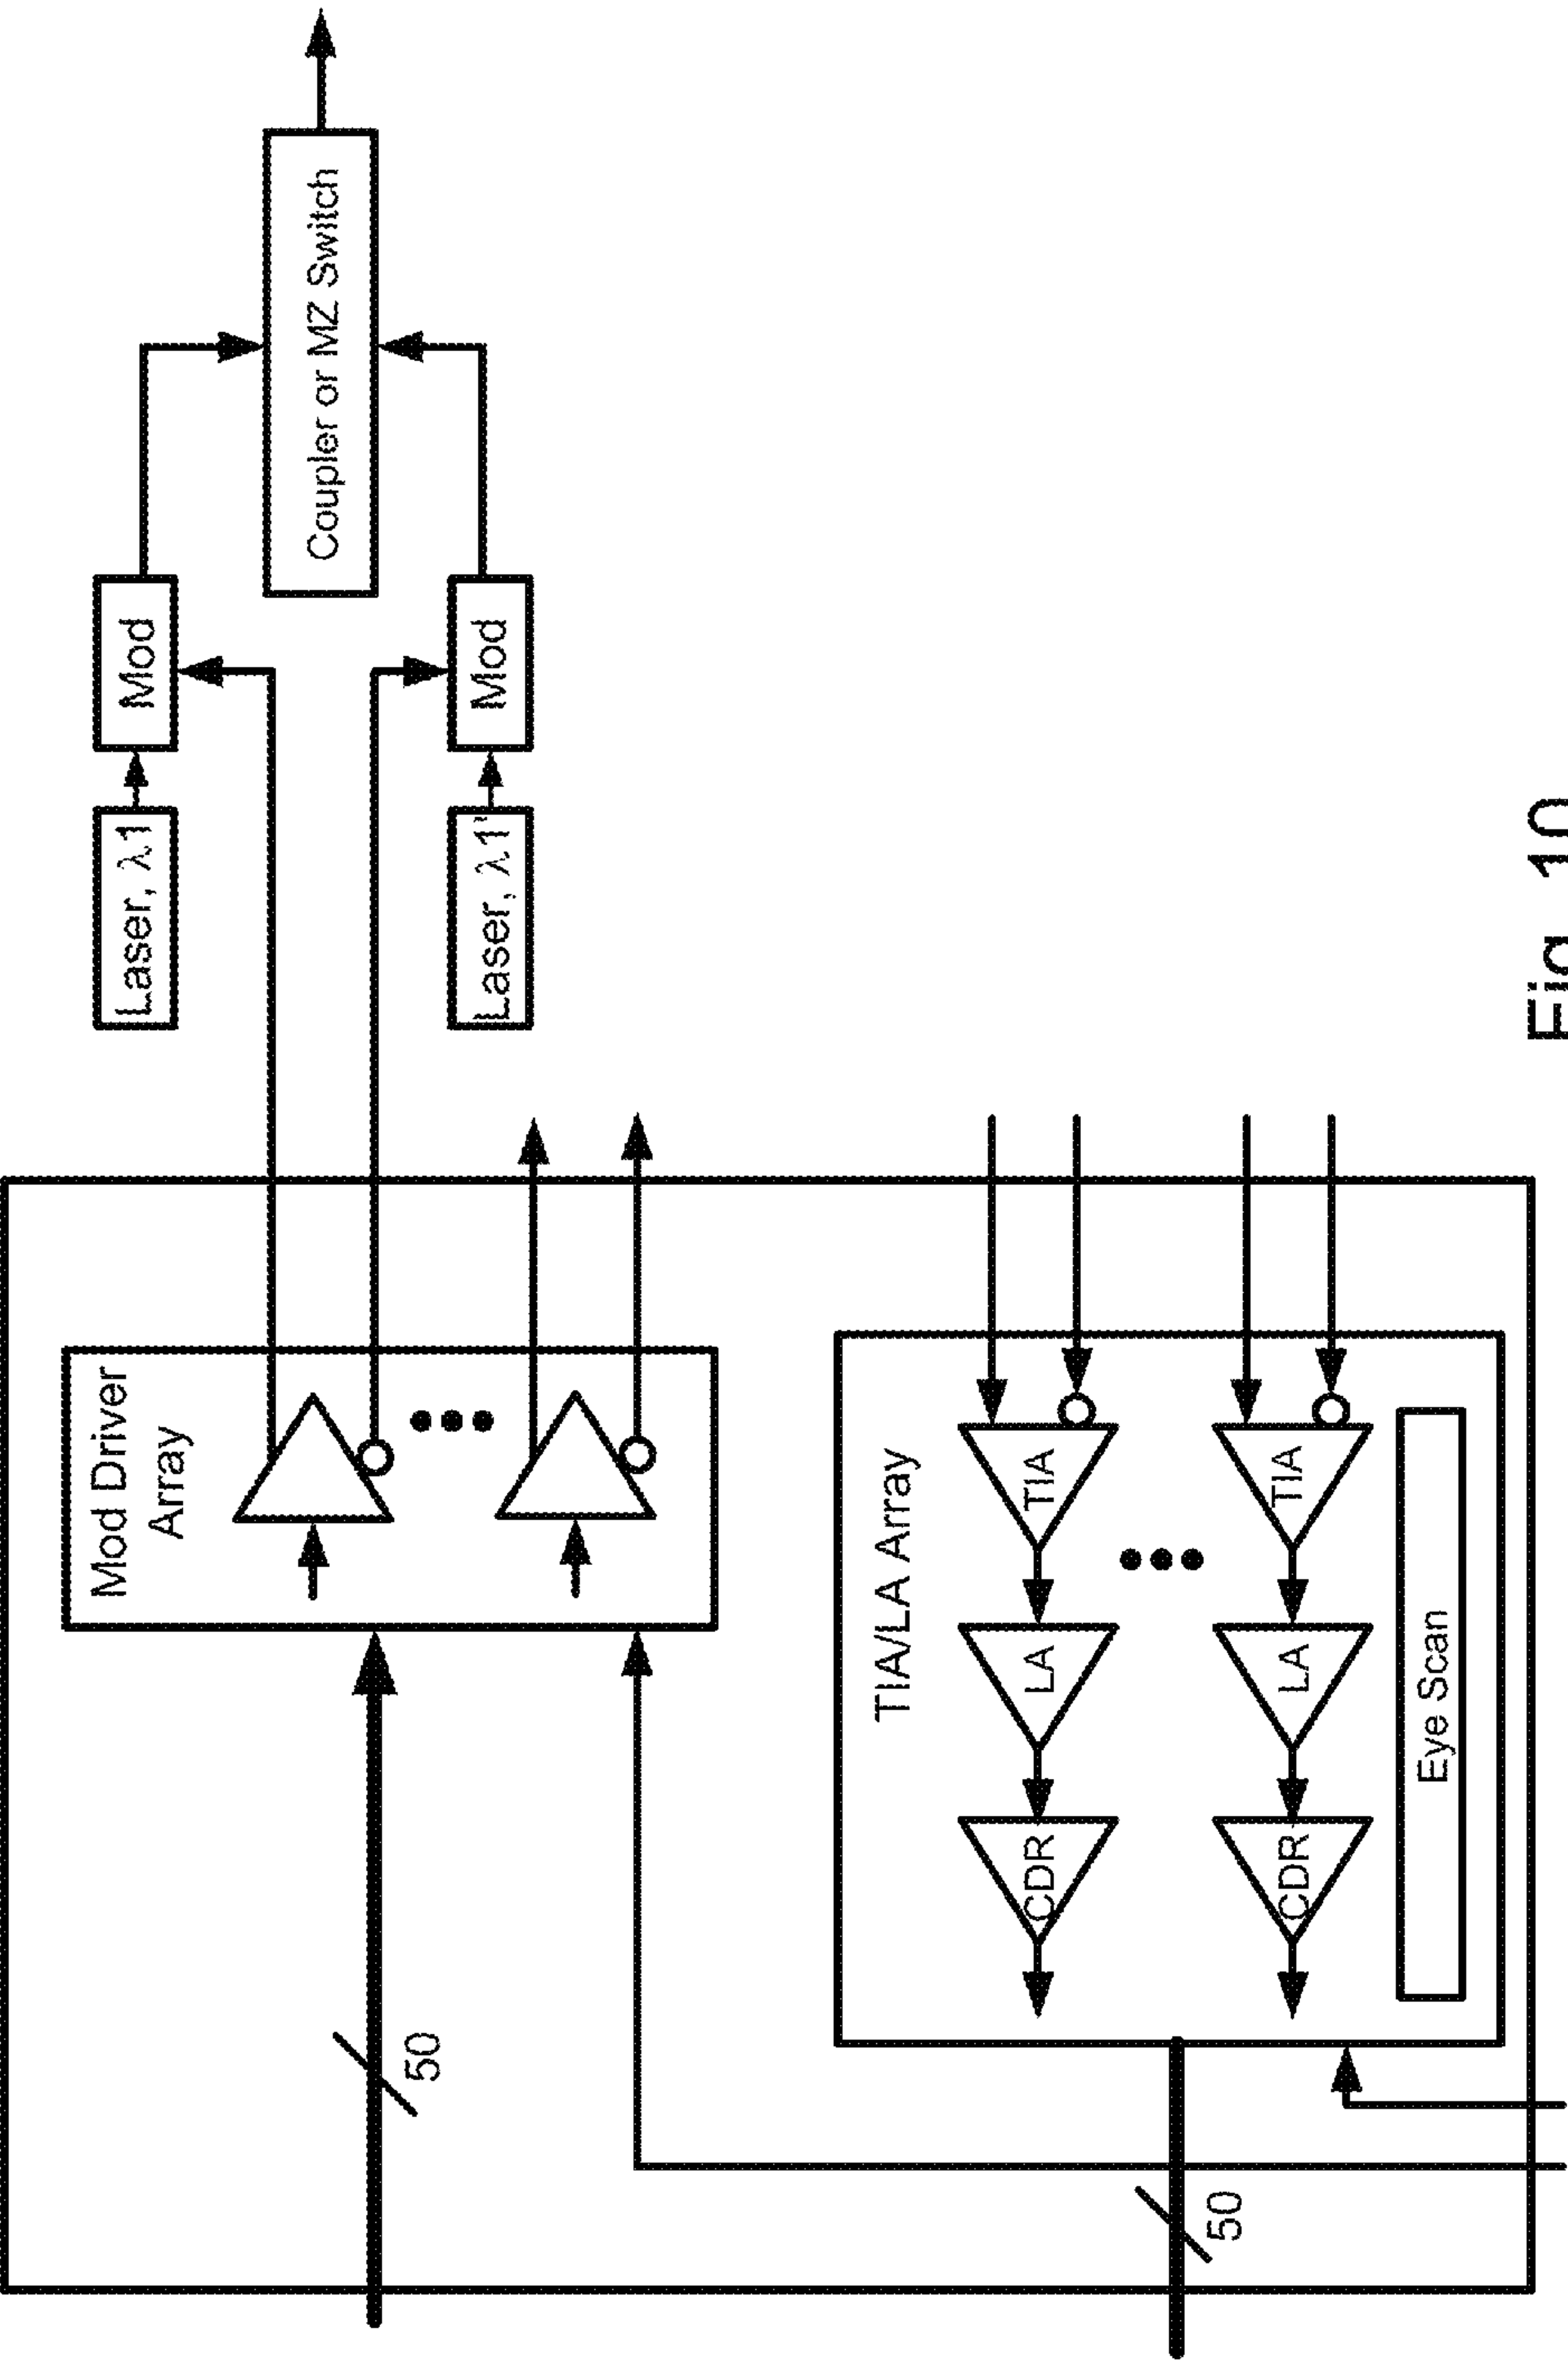 Mod Driver
Array
Laser, λ1
Mod
Coupler or MZ Switch
Laser, λ1'
Mod
50
TIA/LA Array
CDR
LA
TIA
CDR
LA
TIA
Eye Scan
50
Fig. 10